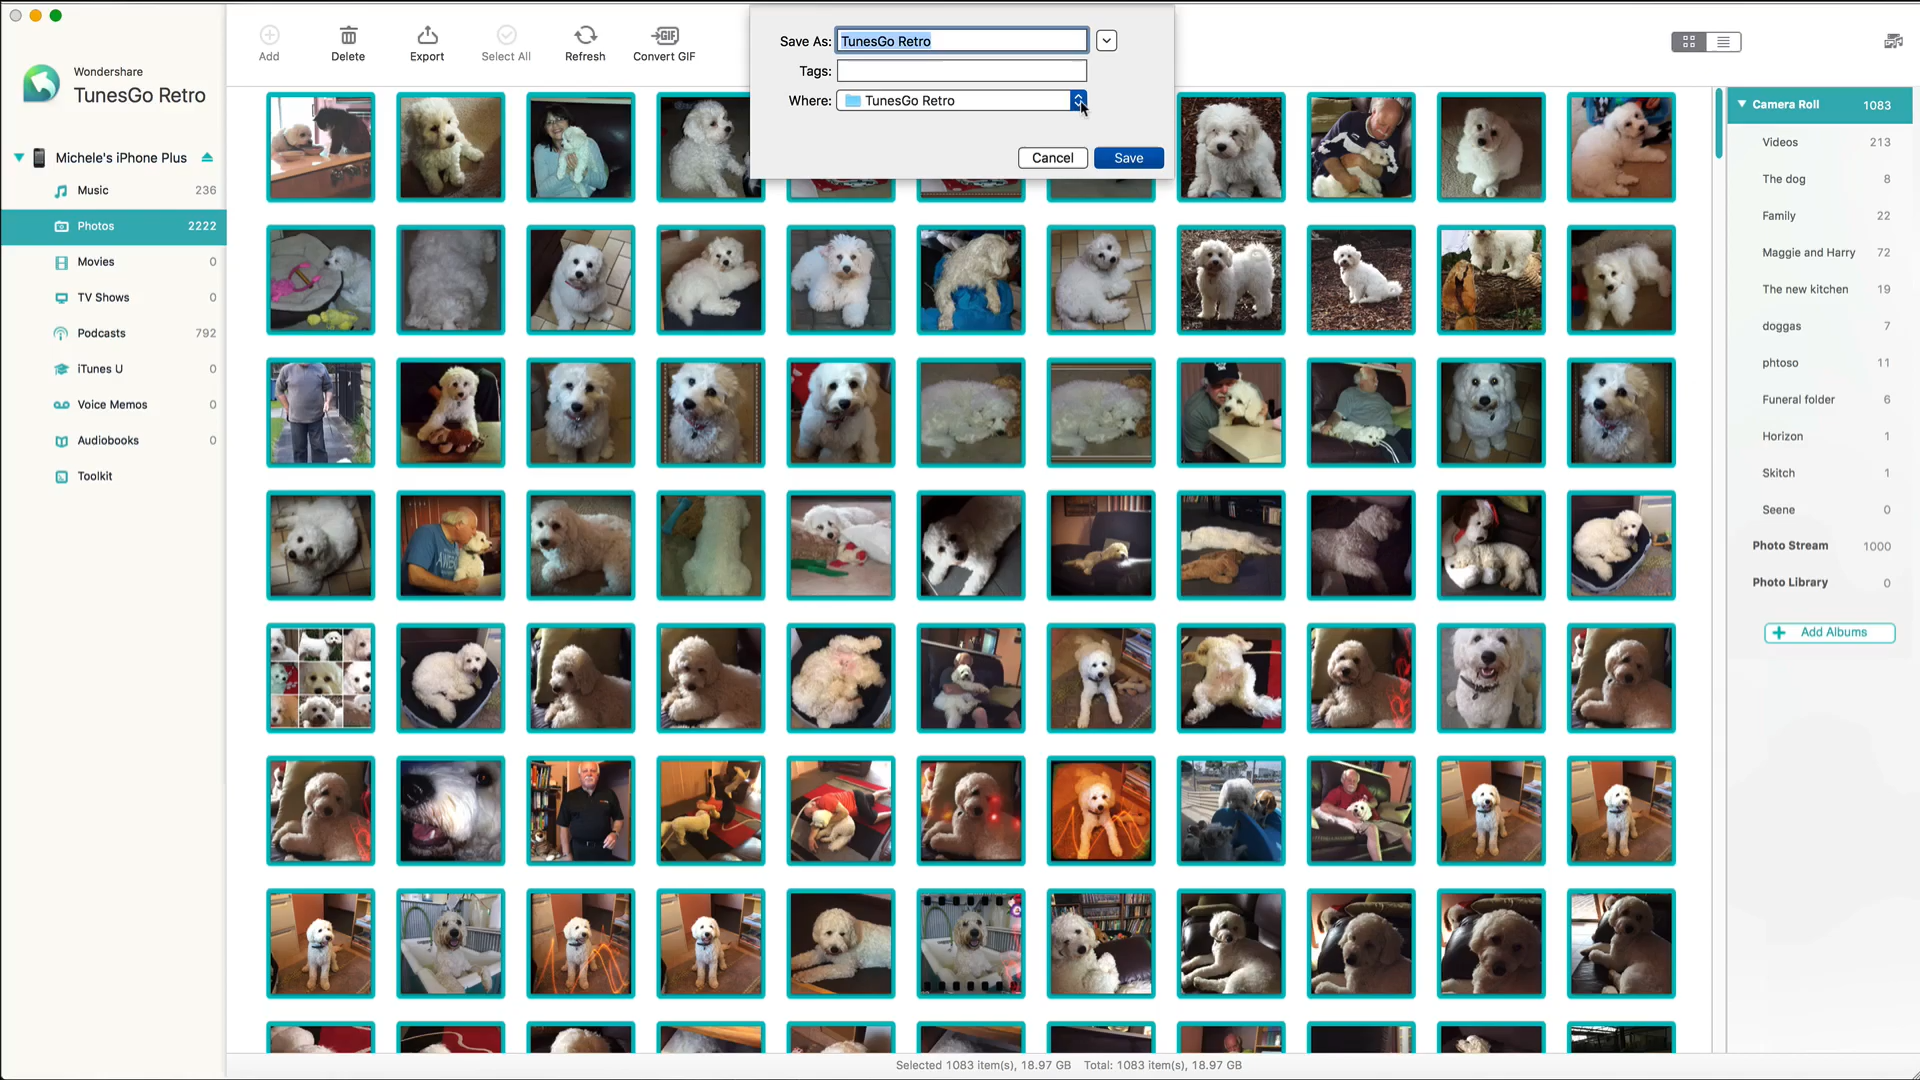 Add
Delete
Export
Select All
Refresh
GIF
Convert GIF
Save As: TunesGo Retro
Tags:
Where: TunesGo Retro
Cancel
Save
Wondershare
TunesGo Retro
Michele's iPhone Plus
Music 236
Photos 2222
Movies 0
TV Shows 0
Podcasts 792
iTunes U 0
Voice Memos 0
Audiobooks 0
Toolkit
Camera Roll 1083
Videos 213
The dog 8
Family 22
Maggie and Harry 72
The new kitchen 19
doggas 7
phtoso 11
Funeral folder 6
Horizon 1
Skitch 1
Seene 0
Photo Stream 1000
Photo Library 0
+ Add Albums
Selected 1083 item(s), 18.97 GB Total: 1083 item(s), 18.97 GB